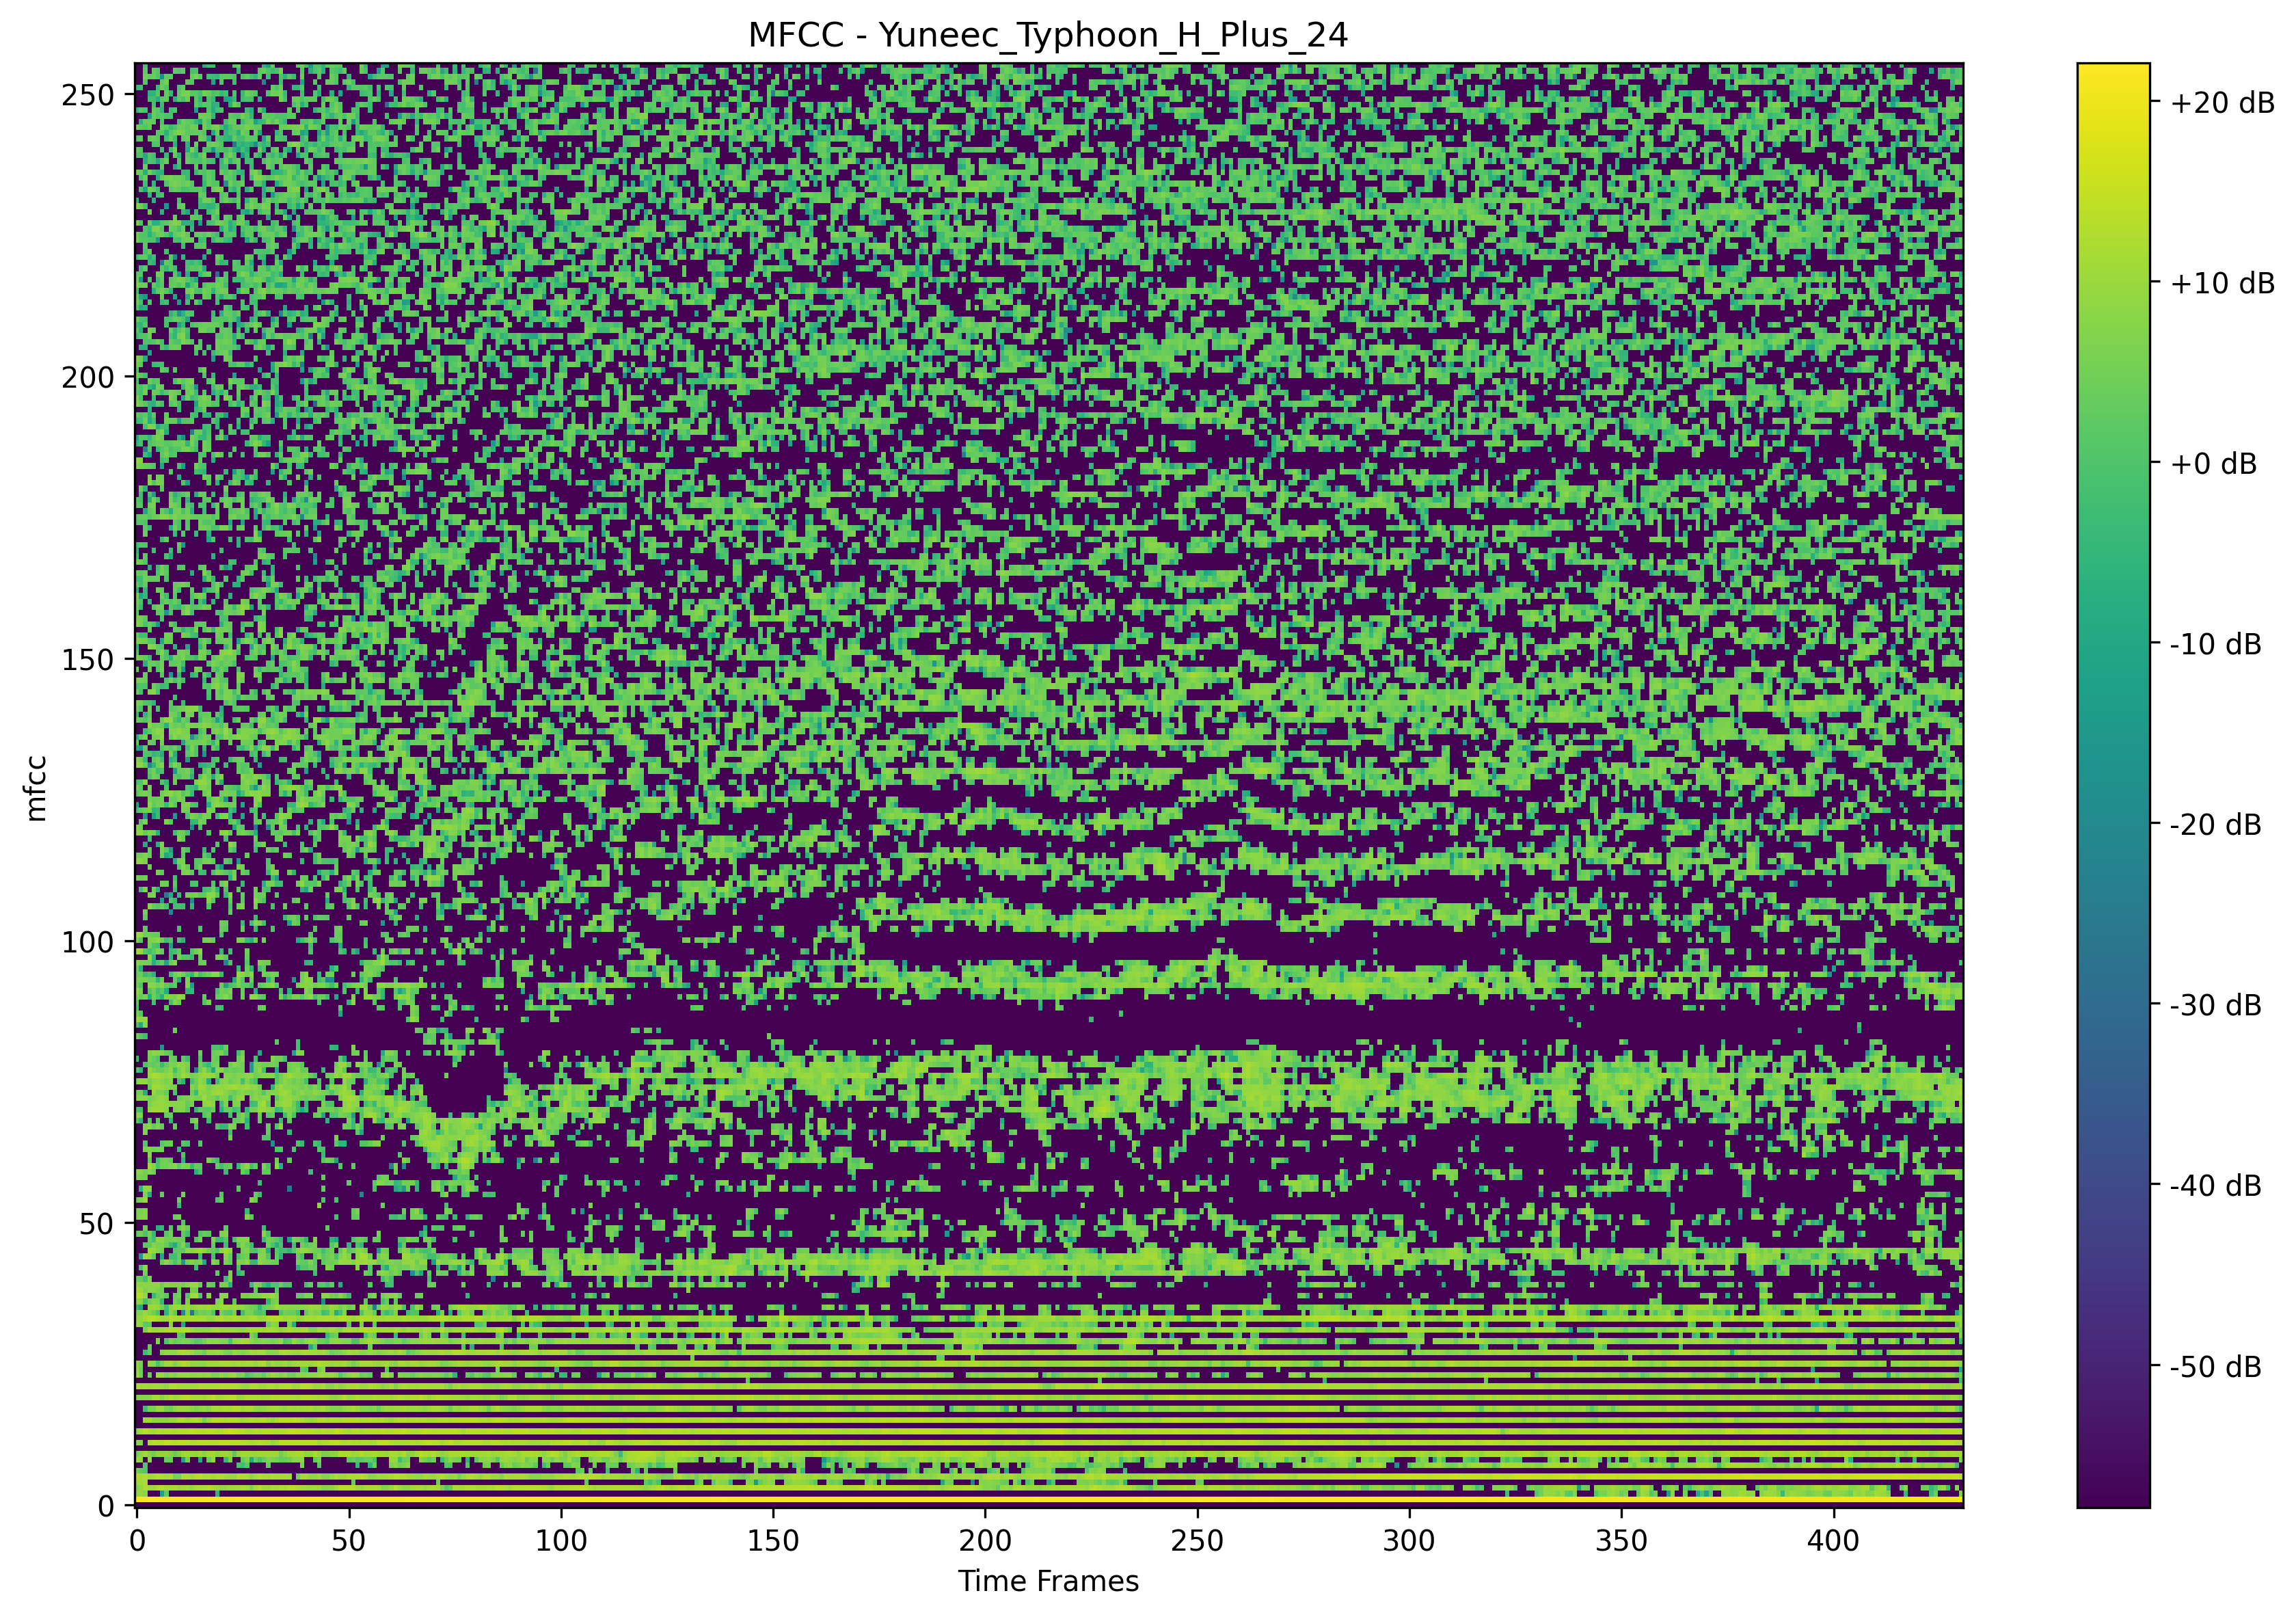 MFCC - Yuneec_Typhoon_H_Plus_24
250
200
150
100
50
0
mfcc
0 50 100 150 200 250 300 350 400
Time Frames
+20 dB
+10 dB
+0 dB
-10 dB
-20 dB
-30 dB
-40 dB
-50 dB